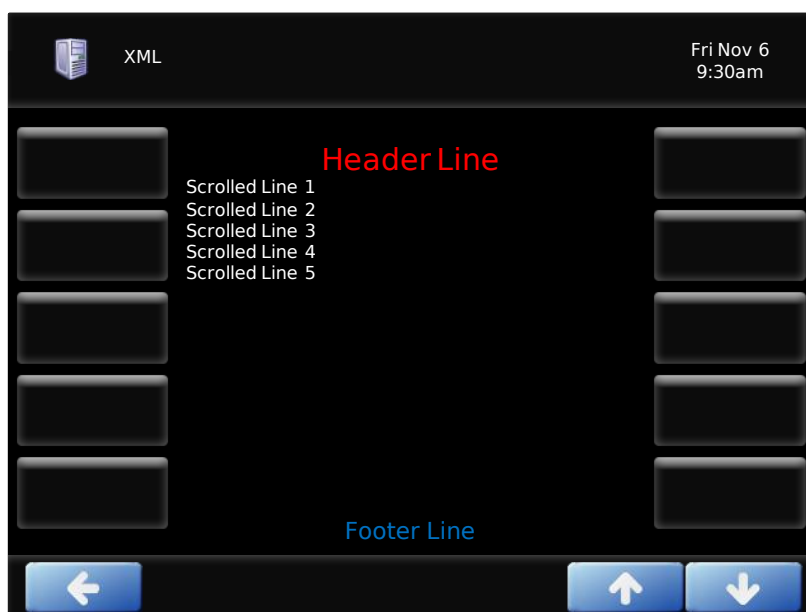 XML
Fri Nov 6
9:30am
Header Line
Scrolled Line 1
Scrolled Line 2
Scrolled Line 3
Scrolled Line 4
Scrolled Line 5
Footer Line